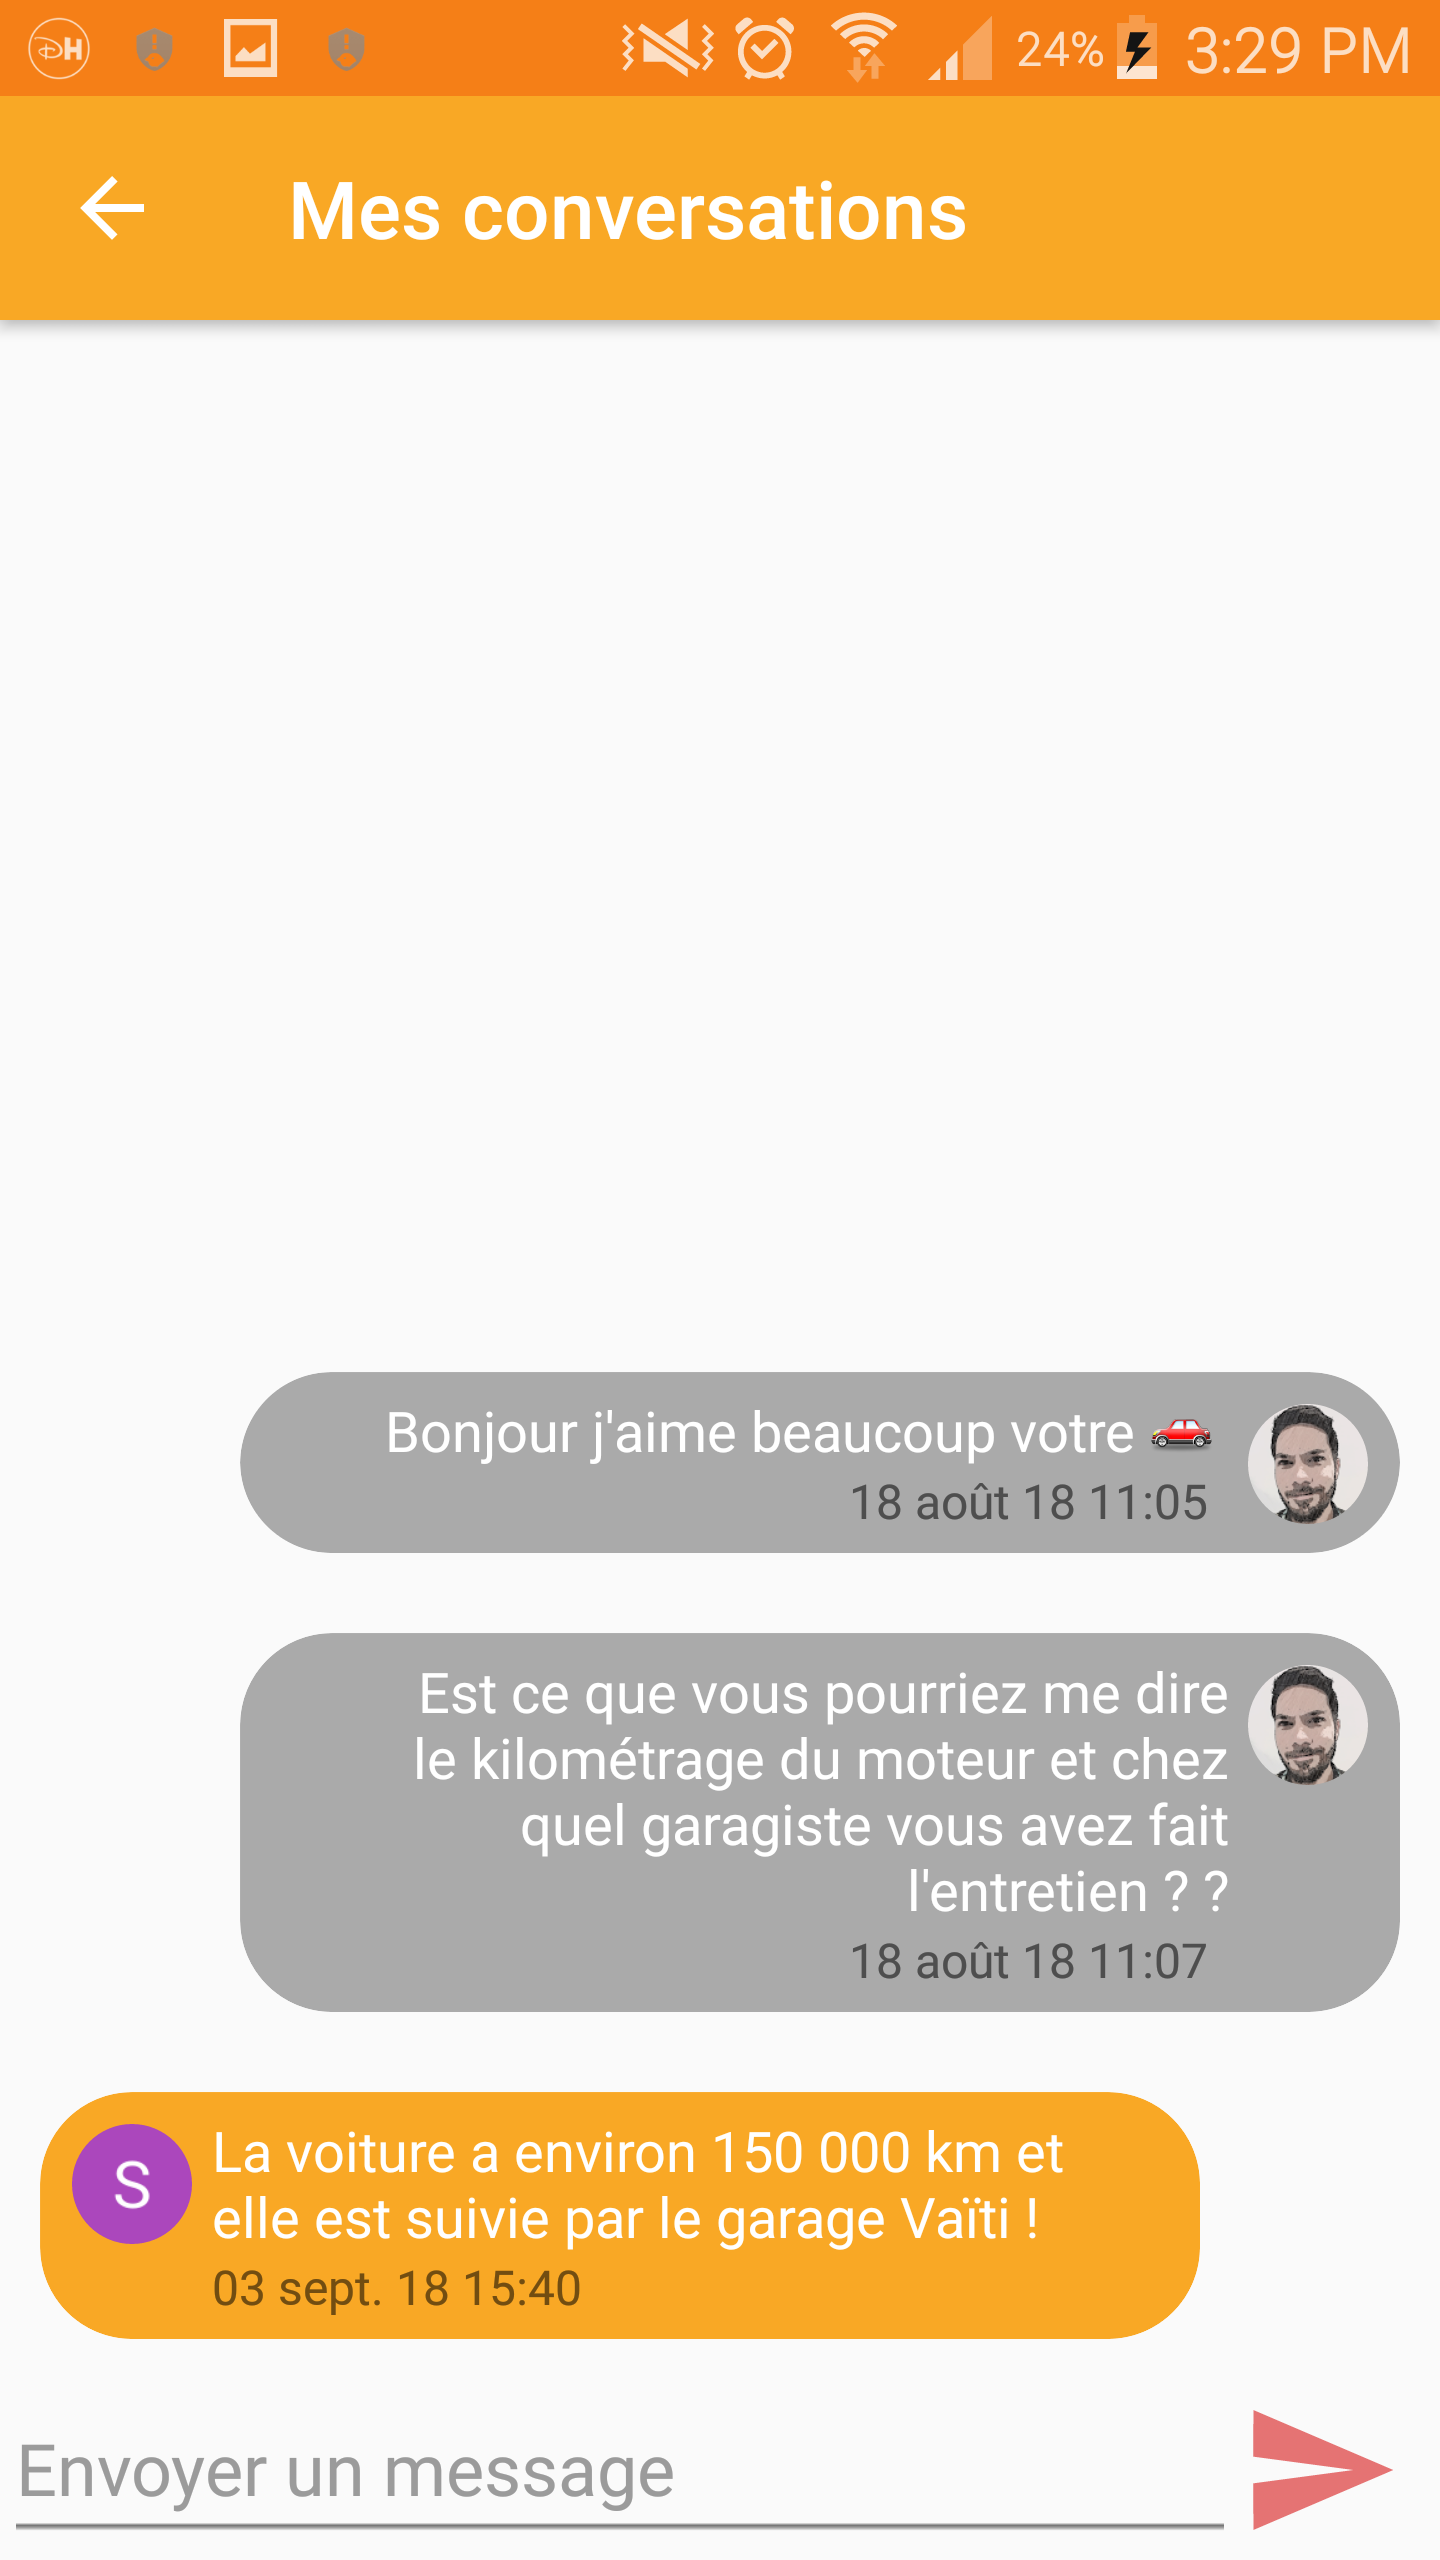 DH
24%
3:29 PM
Mes conversations
Bonjour j'aime beaucoup votre 🚗
18 août 18 11:05
Est ce que vous pourriez me dire
le kilométrage du moteur et chez
quel garagiste vous avez fait
l'entretien ? ?
18 août 18 11:07
S
La voiture a environ 150 000 km et
elle est suivie par le garage Vaïti !
03 sept. 18 15:40
Envoyer un message